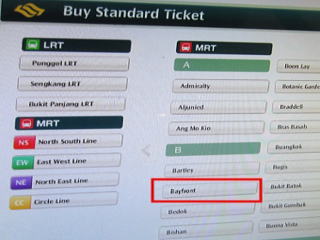 Buy Standard Ticket
LRT
Punggol LRT
Sengkang LRT
Bukit Panjang LRT
MRT
NS North South Line
EW East West Line
NE North East Line
CC Circle Line
MRT
A
Admiralty
Aljunied
Ang Mo Kio
B
Bartley
Bayfront
Bedok
Bishan
Boon Lay
Botanic Garde
Braddell
Bras Basah
Buangkok
Bugis
Bukit Batok
Bukit Gombak
Buona Vista